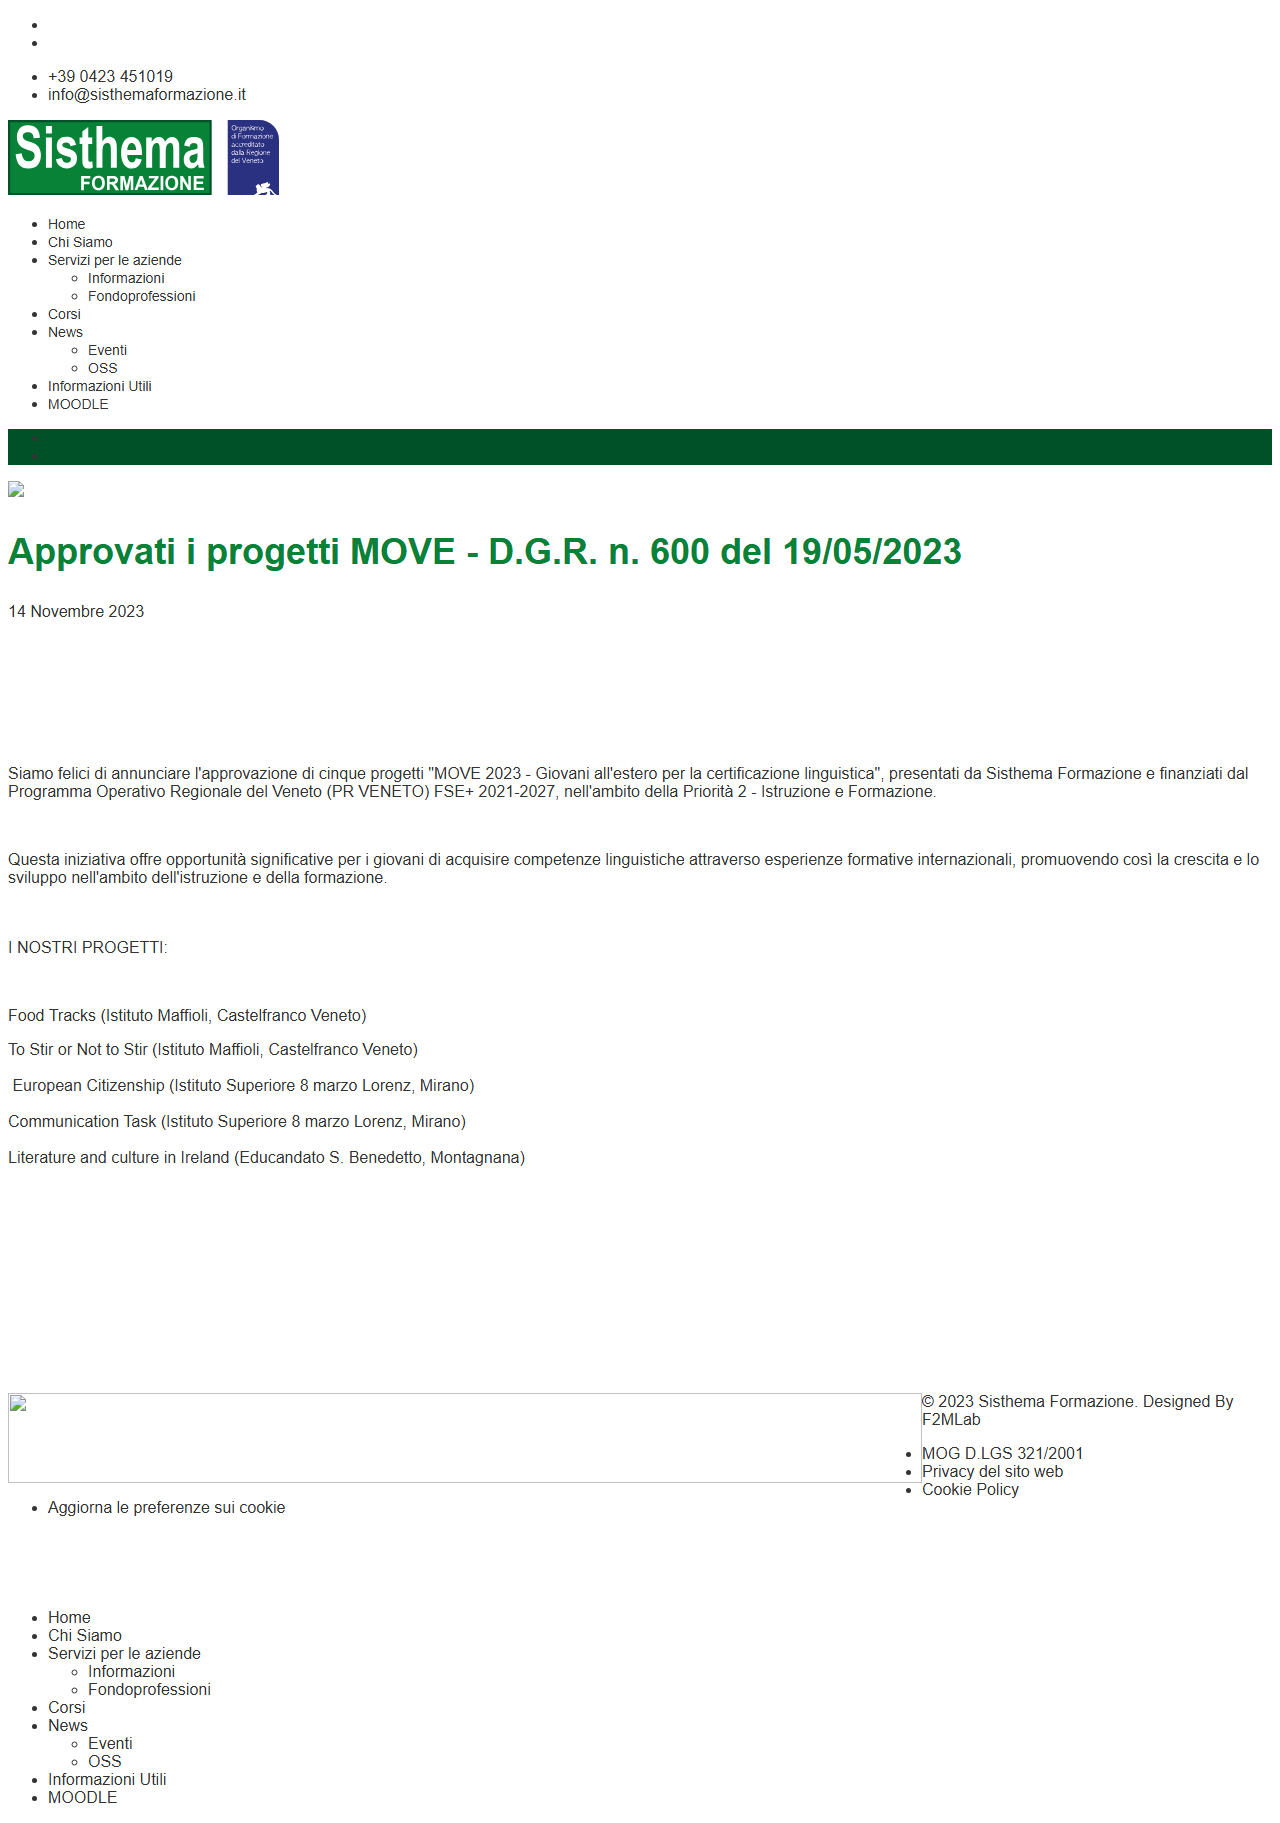 +39 0423 451019
info@sisthemaformazione.it
Sisthema
FORMAZIONE
Organismo
di Formazione
accreditato
dalla Regione
del Veneto
Home
Chi Siamo
Servizi per le aziende
Informazioni
Fondoprofessioni
Corsi
News
Eventi
OSS
Informazioni Utili
MOODLE
Approvati i progetti MOVE - D.G.R. n. 600 del 19/05/2023
14 Novembre 2023
Siamo felici di annunciare l'approvazione di cinque progetti "MOVE 2023 - Giovani all'estero per la certificazione linguistica", presentati da Sisthema Formazione e finanziati dal
Programma Operativo Regionale del Veneto (PR VENETO) FSE+ 2021-2027, nell'ambito della Priorità 2 - Istruzione e Formazione.
Questa iniziativa offre opportunità significative per i giovani di acquisire competenze linguistiche attraverso esperienze formative internazionali, promuovendo così la crescita e lo
sviluppo nell'ambito dell'istruzione e della formazione.
I NOSTRI PROGETTI:
Food Tracks (Istituto Maffioli, Castelfranco Veneto)
To Stir or Not to Stir (Istituto Maffioli, Castelfranco Veneto)
European Citizenship (Istituto Superiore 8 marzo Lorenz, Mirano)
Communication Task (Istituto Superiore 8 marzo Lorenz, Mirano)
Literature and culture in Ireland (Educandato S. Benedetto, Montagnana)
© 2023 Sisthema Formazione. Designed By
F2MLab
MOG D.LGS 321/2001
Privacy del sito web
Cookie Policy
Aggiorna le preferenze sui cookie
Home
Chi Siamo
Servizi per le aziende
Informazioni
Fondoprofessioni
Corsi
News
Eventi
OSS
Informazioni Utili
MOODLE